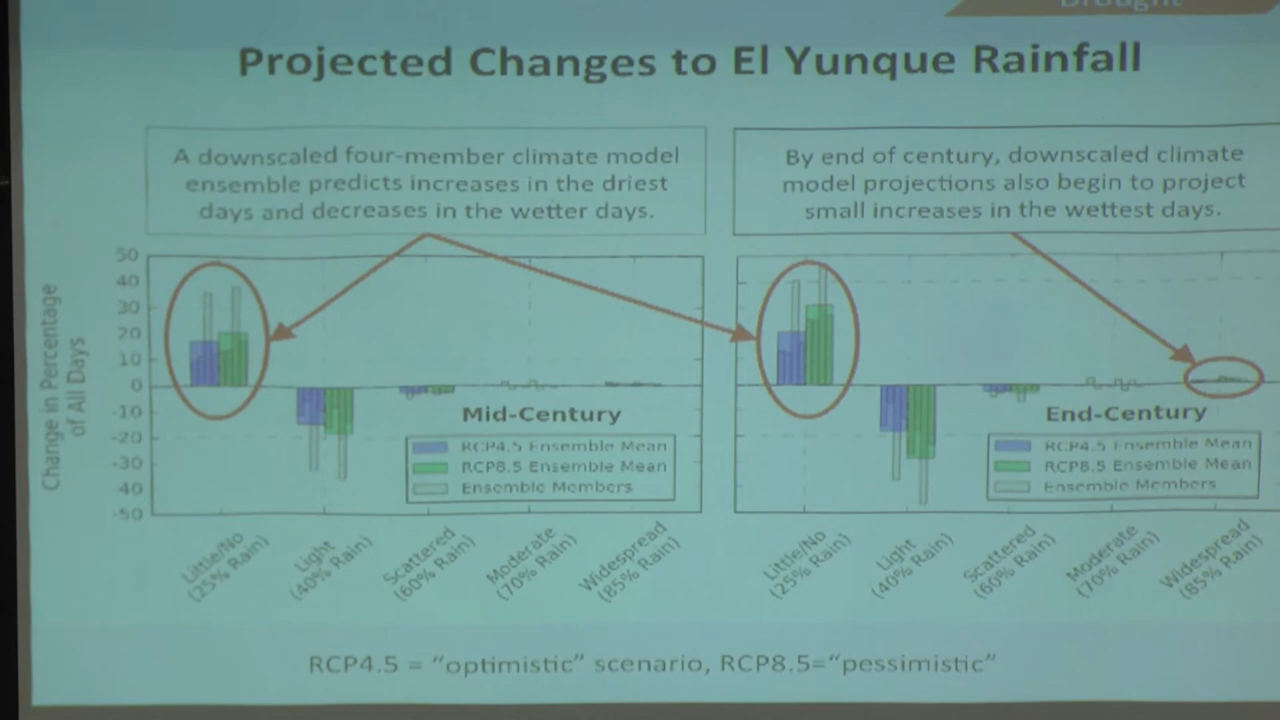 Drought
Projected Changes to El Yunque Rainfall
A downscaled four-member climate model
ensemble predicts increases in the driest
days and decreases in the wetter days.
By end of century, downscaled climate
model projections also begin to project
small increases in the wettest days.
Change in Percentage
of All Days
50
40
30
20
10
0
-10
-20
-30
-40
-50
Mid-Century
RCP4.5 Ensemble Mean
RCP8.5 Ensemble Mean
Ensemble Members
Little/No
(25% Rain)
Light
(40% Rain)
Scattered
(60% Rain)
Moderate
(70% Rain)
Widespread
(85% Rain)
End-Century
RCP4.5 Ensemble Mean
RCP8.5 Ensemble Mean
Ensemble Members
Little/No
(25% Rain)
Light
(40% Rain)
Scattered
(60% Rain)
Moderate
(70% Rain)
Widespread
(85% Rain)
RCP4.5 = “optimistic” scenario, RCP8.5=“pessimistic”